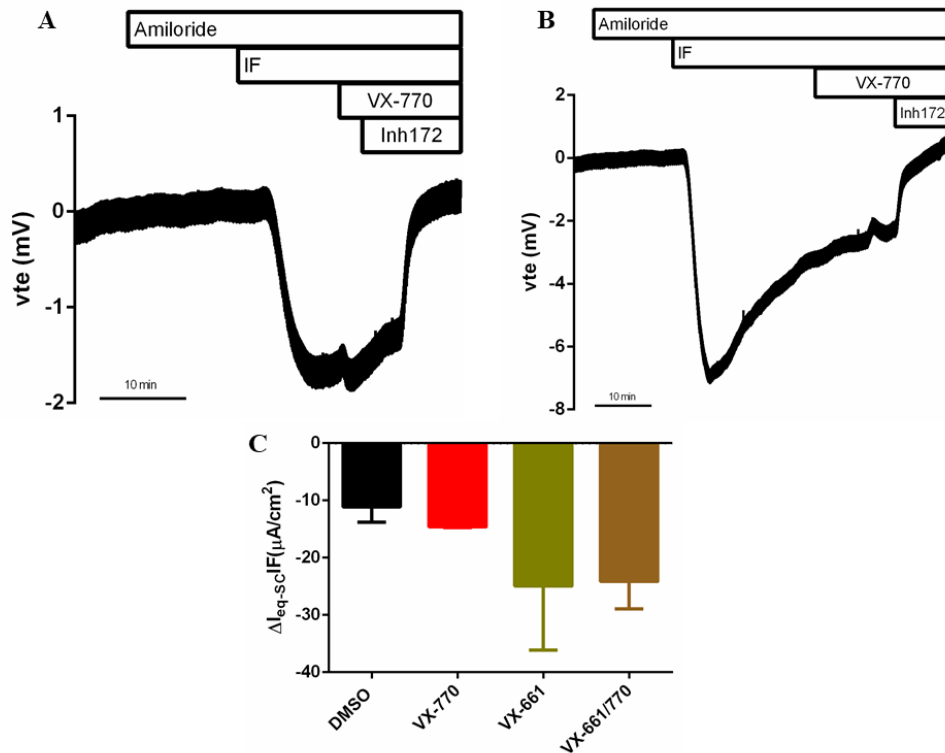 A
Amiloride
IF
VX-770
Inh172
1
0
-1
-2
vte (mV)
10 min
B
Amiloride
IF
VX-770
Inh172
2
0
-2
-4
-6
-8
vte (mV)
10 min
C
0
-10
-20
-30
-40
ΔIeq-scIF(μA/cm²)
DMSO
VX-770
VX-661
VX-661/770